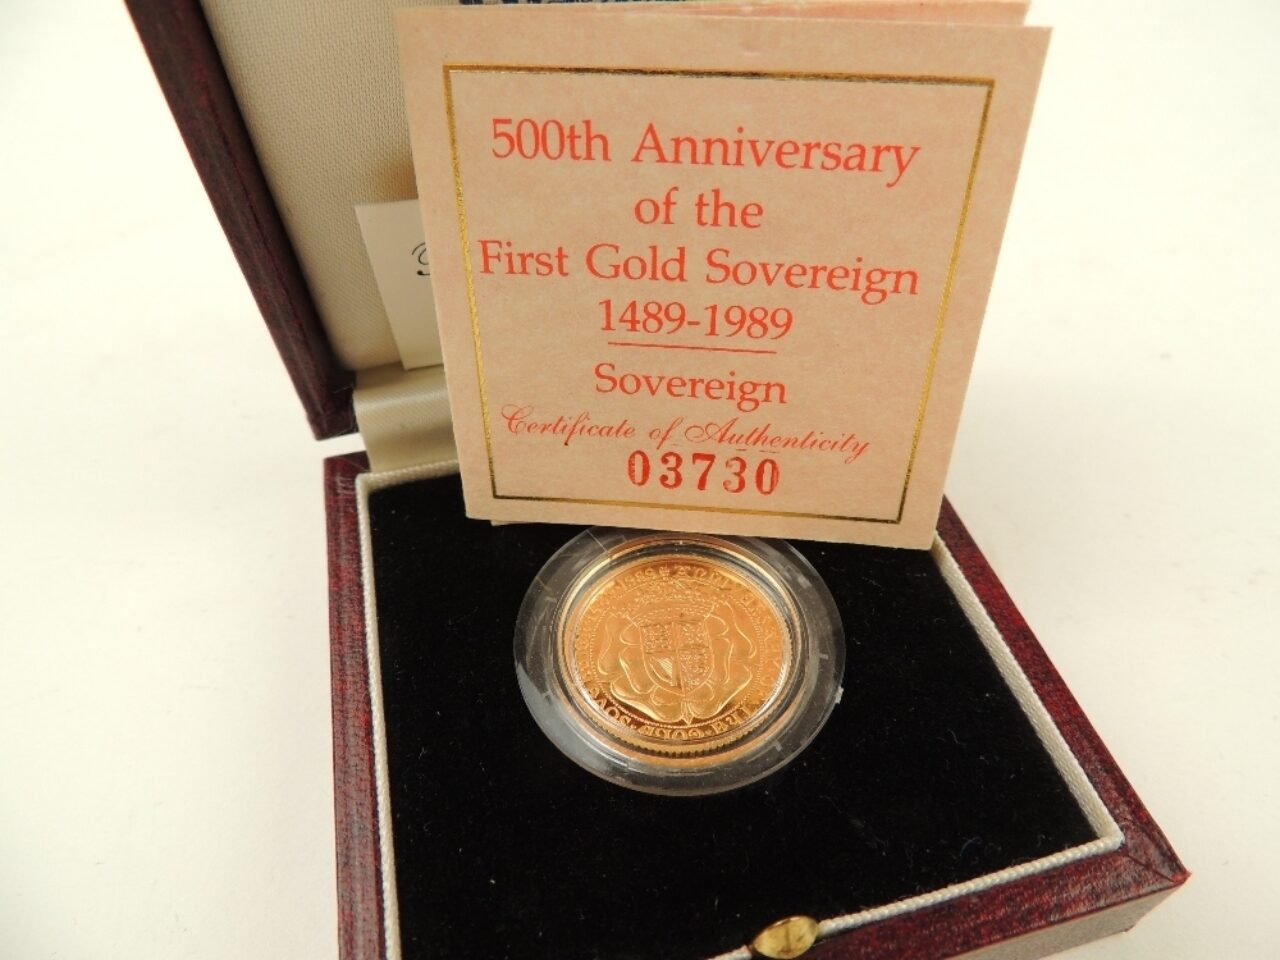 500th Anniversary
of the
First Gold Sovereign
1489-1989
Sovereign
Certificate of Authenticity
03730